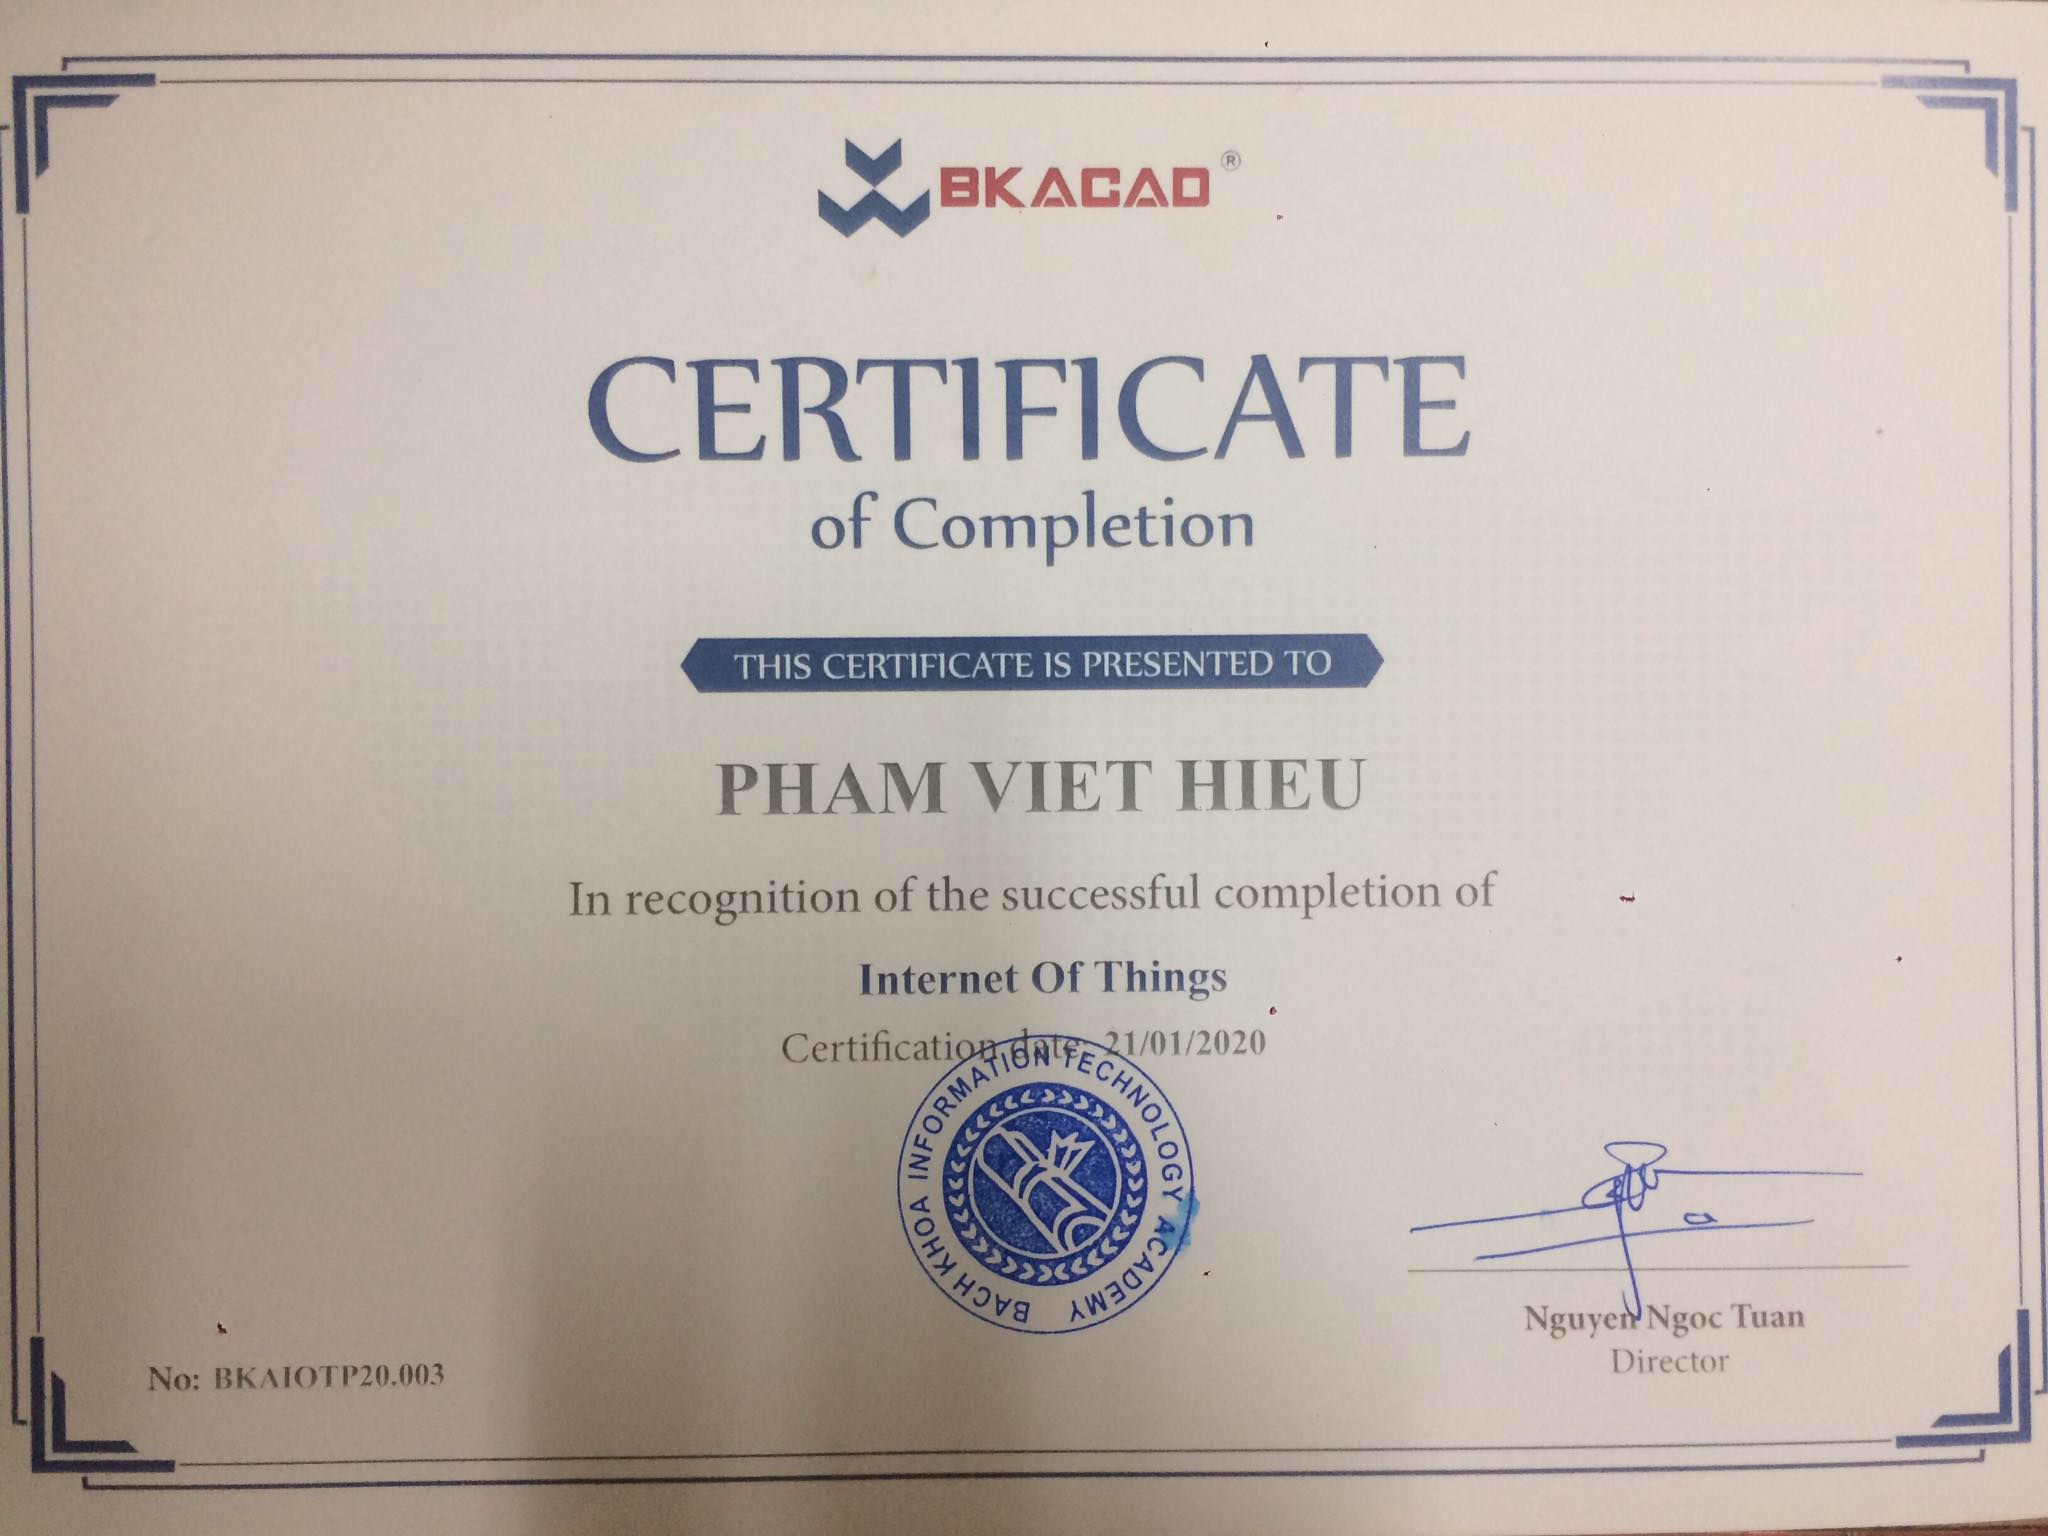 BKACAD®
CERTIFICATE
of Completion
THIS CERTIFICATE IS PRESENTED TO
PHAM VIET HIEU
In recognition of the successful completion of
Internet Of Things
Certification date: 21/01/2020
BACH KHOA INFORMATION TECHNOLOGY ACADEMY
Nguyen Ngoc Tuan
Director
No: BKAIOTP20.003